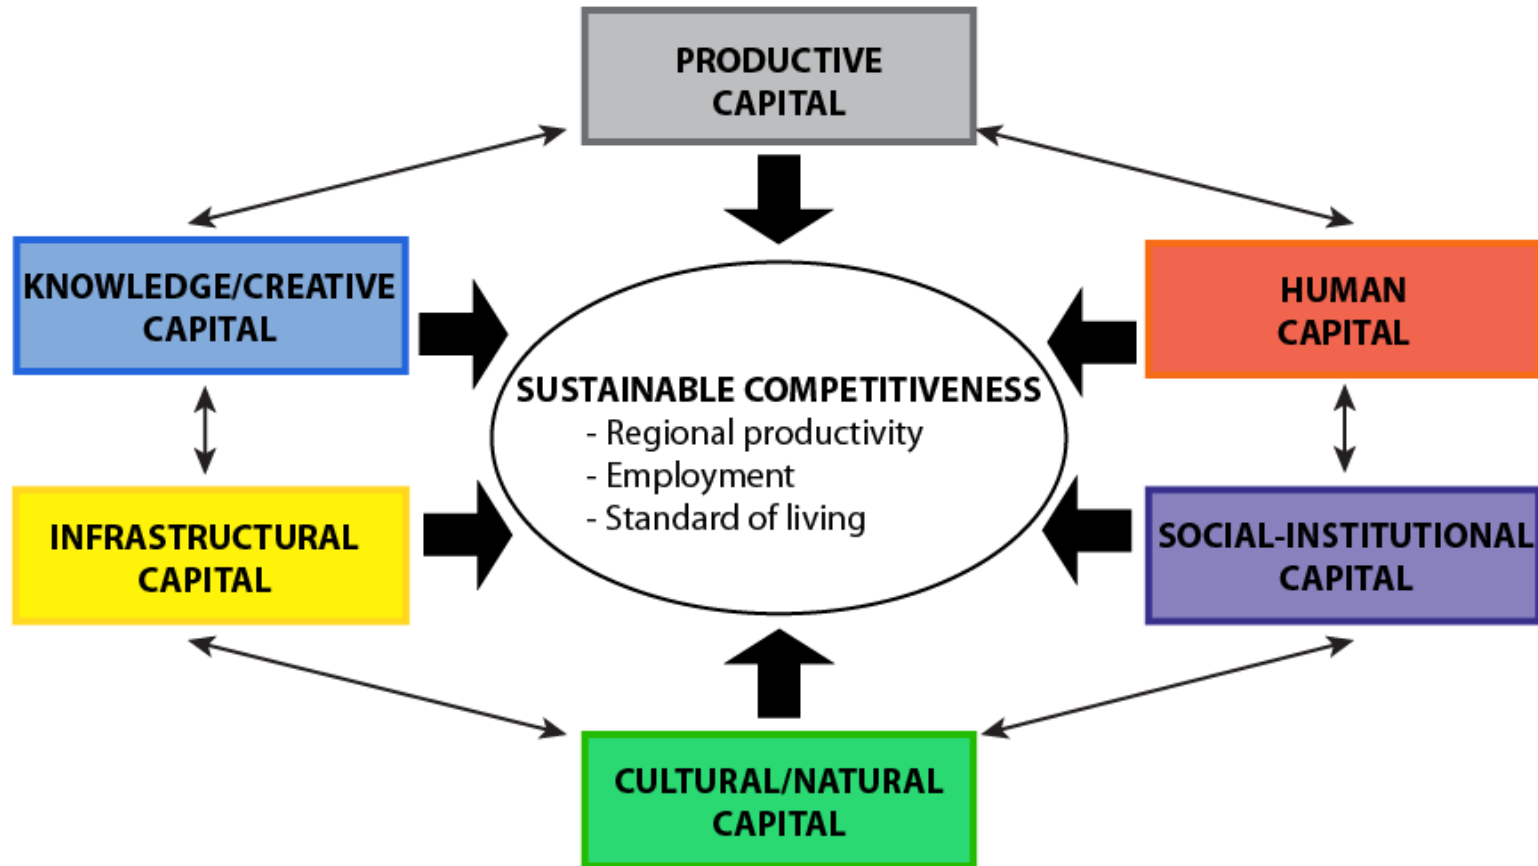 PRODUCTIVE
CAPITAL
KNOWLEDGE/CREATIVE
CAPITAL
HUMAN
CAPITAL
SUSTAINABLE COMPETITIVENESS
- Regional productivity
- Employment
- Standard of living
INFRASTRUCTURAL
CAPITAL
SOCIAL-INSTITUTIONAL
CAPITAL
CULTURAL/NATURAL
CAPITAL